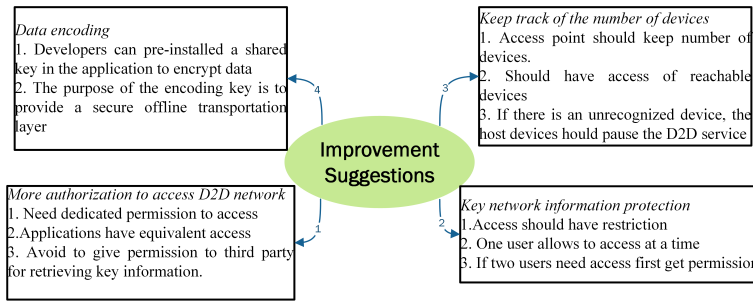 Data encoding
1. Developers can pre-installed a shared
key in the application to encrypt data
2. The purpose of the encoding key is to
provide a secure offline transportation
layer
Keep track of the number of devices
1. Access point should keep number of
devices.
2. Should have access of reachable
devices
3. If there is an unrecognized device, the
host devices hould pause the D2D service
4
3
Improvement
Suggestions
More authorization to access D2D network
1. Need dedicated permission to access
2.Applications have equivalent access
3. Avoid to give permission to third party
for retrieving key information.
1
2
Key network information protection
1.Access should have restriction
2. One user allows to access at a time
3. If two users need access first get permission